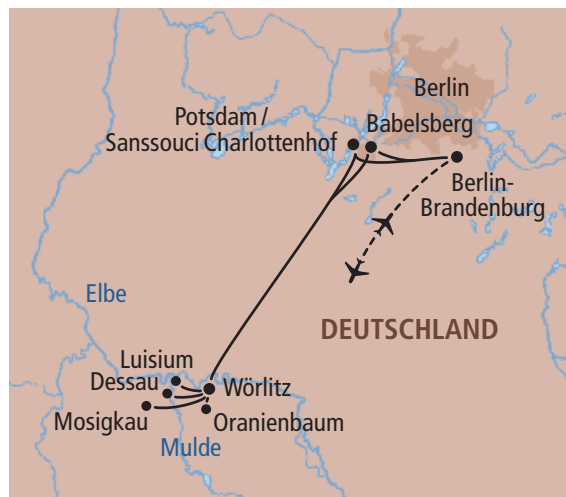 Berlin
Potsdam /
Sanssouci Charlottenhof
Babelsberg
Berlin-
Brandenburg
Elbe
DEUTSCHLAND
Luisium
Dessau
Wörlitz
Mosigkau
Oranienbaum
Mulde